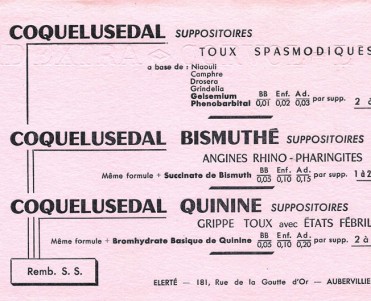 COQUELUSEDAL SUPPOSITOIRES
TOUX SPASMODIQUES
a base de : Niaouli
Camphre
Drosera
Grindelia
Gelsemium BB Enf. Ad.
Phenobarbital 0,01 0,02 0,03 par supp. 2
COQUELUSEDAL BISMUTHÉ SUPPOSITOIRES
ANGINES RHINO-PHARINGITES
Même formule + Succinate de Bismuth BB 0,05 Enf. 0,10 Ad. 0,15 par supp. 1 à 2
COQUELUSEDAL QUININE SUPPOSITOIRES
GRIPPE TOUX avec ÉTATS FÉBRIL
Même formule + Bromhydrate Basique de Quinine BB 0,05 Enf. 0,10 Ad. 0,20 par supp. 2 à
Remb. S. S.
ELERTÉ — 181, Rue de la Goutte d'Or — AUBERVILLIE